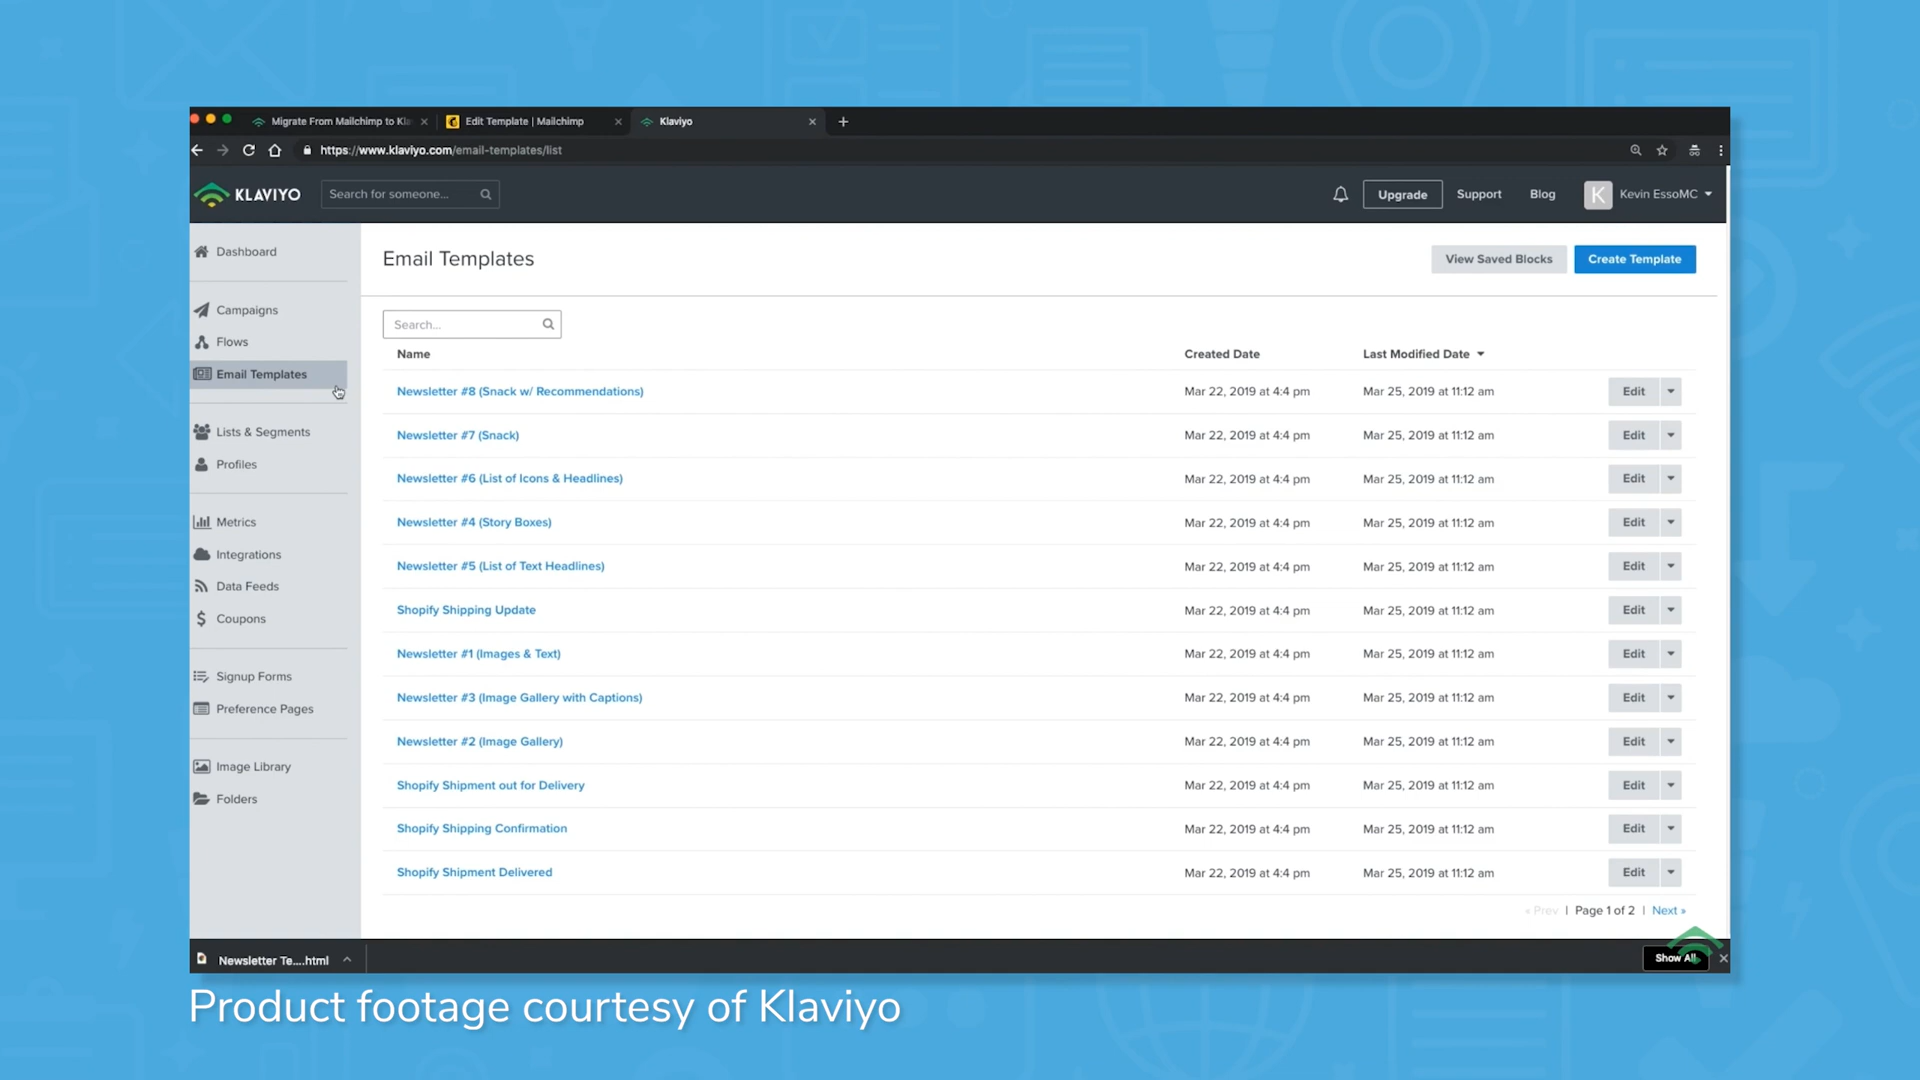 Migrate From Mailchimp to Kla
Edit Template | Mailchimp
Klaviyo
https://www.klaviyo.com/email-templates/list
KLAVIYO
Search for someone...
Upgrade
Support
Blog
K
Kevin EssoMC
Dashboard
Campaigns
Flows
Email Templates
Lists & Segments
Profiles
Metrics
Integrations
Data Feeds
Coupons
Signup Forms
Preference Pages
Image Library
Folders
Email Templates
View Saved Blocks
Create Template
Search...
Name Created Date Last Modified Date
Newsletter #8 (Snack w/ Recommendations) Mar 22, 2019 at 4:4 pm Mar 25, 2019 at 11:12 am Edit
Newsletter #7 (Snack) Mar 22, 2019 at 4:4 pm Mar 25, 2019 at 11:12 am Edit
Newsletter #6 (List of Icons & Headlines) Mar 22, 2019 at 4:4 pm Mar 25, 2019 at 11:12 am Edit
Newsletter #4 (Story Boxes) Mar 22, 2019 at 4:4 pm Mar 25, 2019 at 11:12 am Edit
Newsletter #5 (List of Text Headlines) Mar 22, 2019 at 4:4 pm Mar 25, 2019 at 11:12 am Edit
Shopify Shipping Update Mar 22, 2019 at 4:4 pm Mar 25, 2019 at 11:12 am Edit
Newsletter #1 (Images & Text) Mar 22, 2019 at 4:4 pm Mar 25, 2019 at 11:12 am Edit
Newsletter #3 (Image Gallery with Captions) Mar 22, 2019 at 4:4 pm Mar 25, 2019 at 11:12 am Edit
Newsletter #2 (Image Gallery) Mar 22, 2019 at 4:4 pm Mar 25, 2019 at 11:12 am Edit
Shopify Shipment out for Delivery Mar 22, 2019 at 4:4 pm Mar 25, 2019 at 11:12 am Edit
Shopify Shipping Confirmation Mar 22, 2019 at 4:4 pm Mar 25, 2019 at 11:12 am Edit
Shopify Shipment Delivered Mar 22, 2019 at 4:4 pm Mar 25, 2019 at 11:12 am Edit
« Prev | Page 1 of 2 | Next »
Newsletter Te....html
Show All
Product footage courtesy of Klaviyo